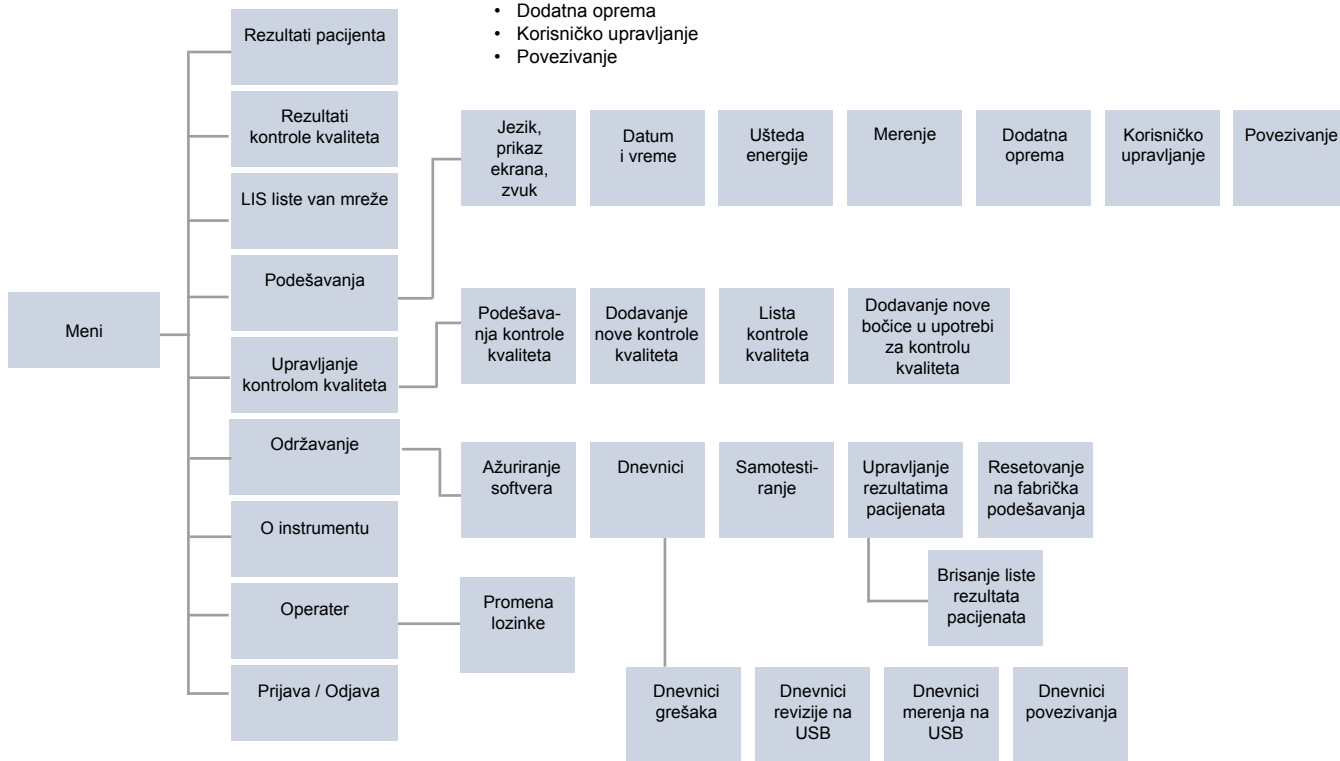 • Dodatna oprema
• Korisničko upravljanje
• Povezivanje
Rezultati pacijenta
Rezultati
kontrole kvaliteta
LIS liste van mreže
Podešavanja
Upravljanje
kontrolom kvaliteta
Održavanje
O instrumentu
Operater
Prijava / Odjava
Meni
Jezik,
prikaz
ekrana,
zvuk
Datum
i vreme
Ušteda
energije
Merenje
Dodatna
oprema
Korisničko
upravljanje
Povezivanje
Podešava-
nja kontrole
kvaliteta
Dodavanje
nove kontrole
kvaliteta
Lista
kontrole
kvaliteta
Dodavanje nove
bočice u upotrebi
za kontrolu
kvaliteta
Ažuriranje
softvera
Dnevnici
Samotesti-
ranje
Upravljanje
rezultatima
pacijenata
Resetovanje
na fabrička
podešavanja
Brisanje liste
rezultata
pacijenata
Promena
lozinke
Dnevnici
grešaka
Dnevnici
revizije na
USB
Dnevnici
merenja na
USB
Dnevnici
povezivanja